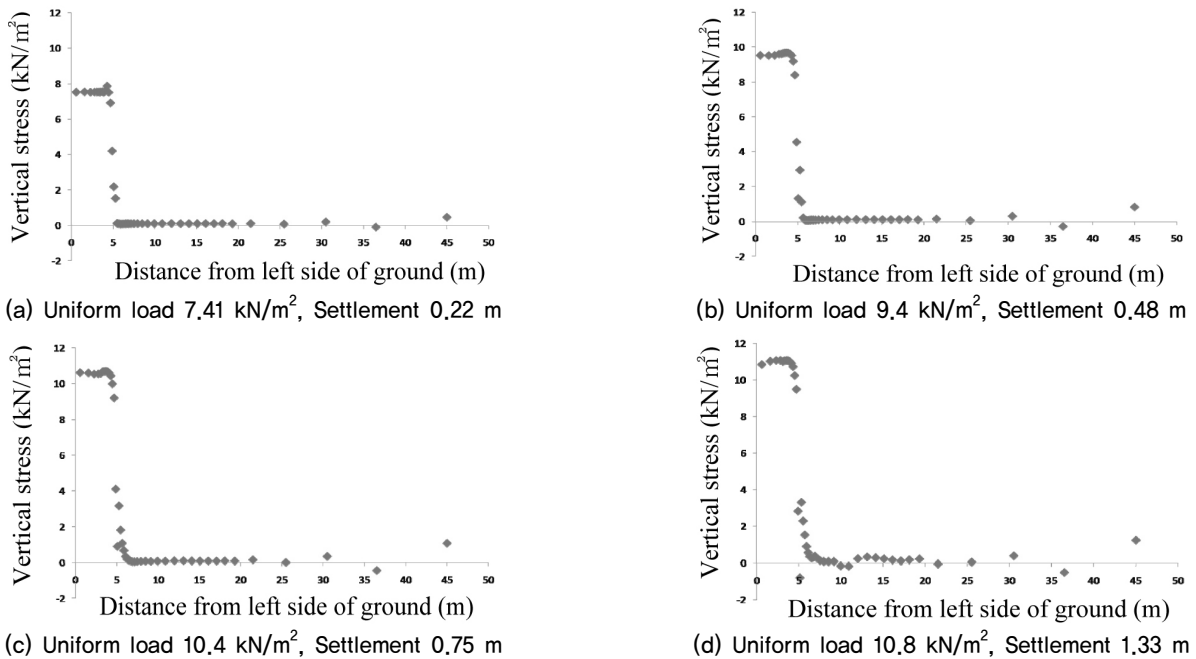 12
10
8
6
4
2
0
-2
0 5 10 15 20 25 30 35 40 45 50
Vertical stress (kN/m²)
Distance from left side of ground (m)
(a) Uniform load 7.41 kN/m², Settlement 0.22 m
12
10
8
6
4
2
0
-2
0 5 10 15 20 25 30 35 40 45 50
Vertical stress (kN/m²)
Distance from left side of ground (m)
(b) Uniform load 9.4 kN/m², Settlement 0.48 m
12
10
8
6
4
2
0
-2
0 5 10 15 20 25 30 35 40 45 50
Vertical stress (kN/m²)
Distance from left side of ground (m)
(c) Uniform load 10.4 kN/m², Settlement 0.75 m
12
10
8
6
4
2
0
-2
0 5 10 15 20 25 30 35 40 45 50
Vertical stress (kN/m²)
Distance from left side of ground (m)
(d) Uniform load 10.8 kN/m², Settlement 1.33 m